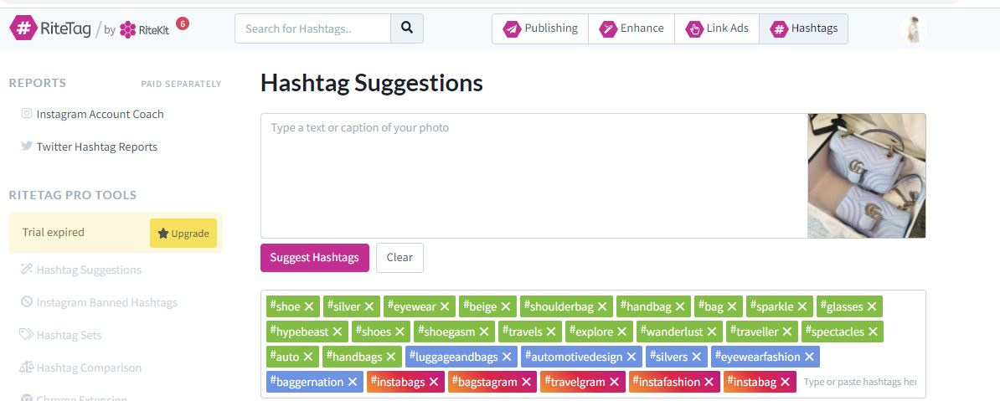 RiteTag / by RiteKit 6
Search for Hashtags..
Publishing Enhance Link Ads # Hashtags
REPORTS PAID SEPARATELY
Instagram Account Coach
Twitter Hashtag Reports
RITETAG PRO TOOLS
Trial expired Upgrade
Hashtag Suggestions
Instagram Banned Hashtags
Hashtag Sets
Hashtag Comparison
Chrome Extension
Hashtag Suggestions
Type a text or caption of your photo
Suggest Hashtags Clear
#shoe × #silver × #eyewear × #beige × #shoulderbag × #handbag × #bag × #sparkle × #glasses ×
#hypebeast × #shoes × #shoegasm × #travels × #explore × #wanderlust × #traveller × #spectacles ×
#auto × #handbags × #luggageandbags × #automotivedesign × #silvers × #eyewearfashion ×
#baggernation × #instabags × #bagstagram × #travelgram × #instafashion × #instabag × Type or paste hashtags her